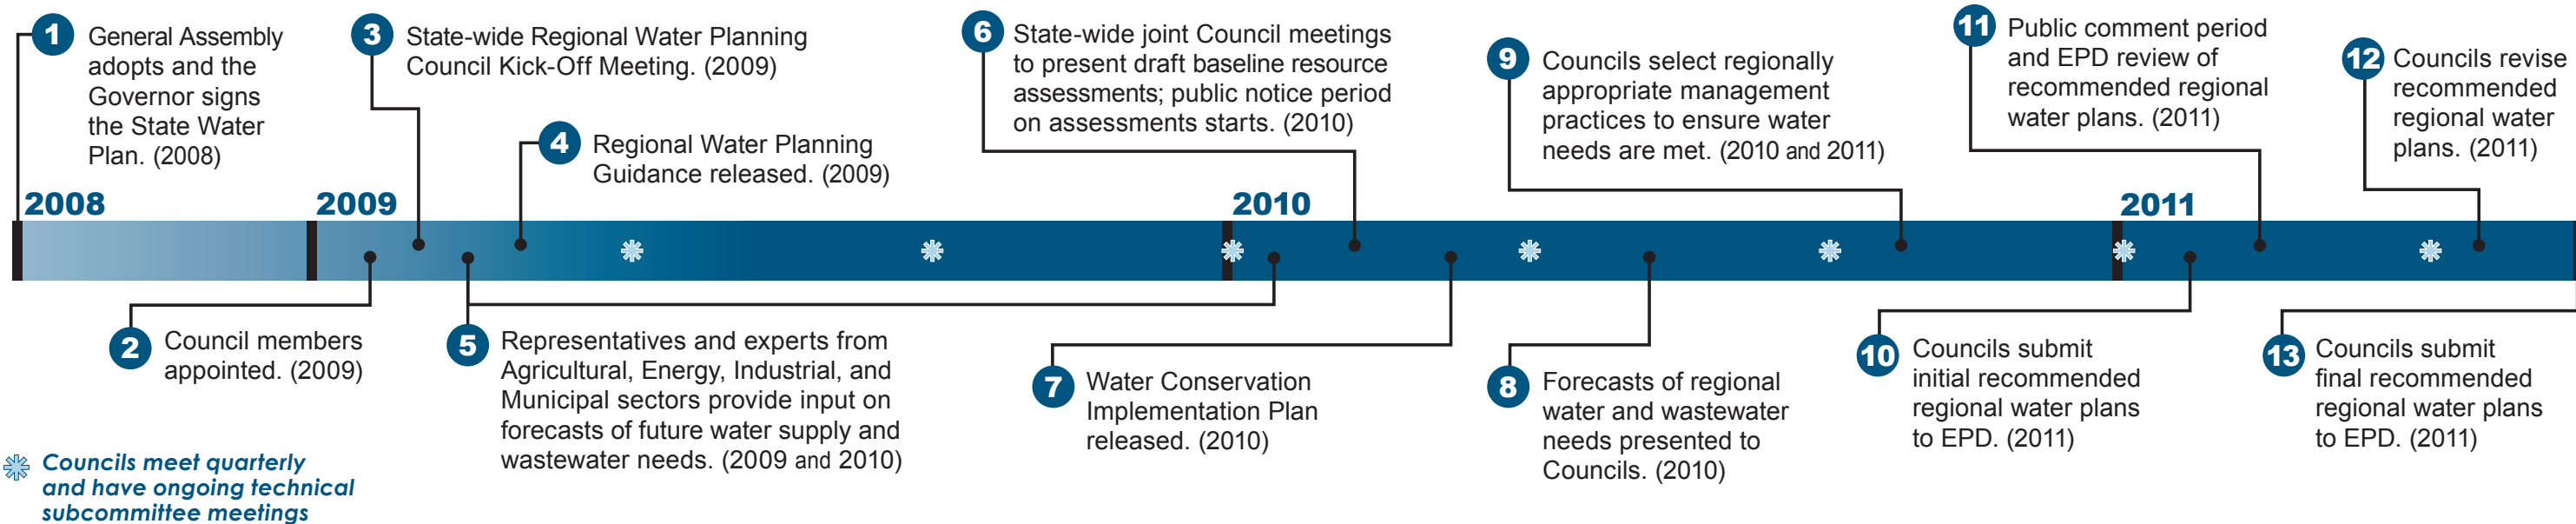 1
General Assembly
adopts and the
Governor signs
the State Water
Plan. (2008)
3
State-wide Regional Water Planning
Council Kick-Off Meeting. (2009)
4
Regional Water Planning
Guidance released. (2009)
6
State-wide joint Council meetings
to present draft baseline resource
assessments; public notice period
on assessments starts. (2010)
9
Councils select regionally
appropriate management
practices to ensure water
needs are met. (2010 and 2011)
11
Public comment period
and EPD review of
recommended regional
water plans. (2011)
12
Councils revise
recommended
regional water
plans. (2011)
2008
2009
2010
2011
2
Council members
appointed. (2009)
5
Representatives and experts from
Agricultural, Energy, Industrial, and
Municipal sectors provide input on
forecasts of future water supply and
wastewater needs. (2009 and 2010)
7
Water Conservation
Implementation Plan
released. (2010)
8
Forecasts of regional
water and wastewater
needs presented to
Councils. (2010)
10
Councils submit
initial recommended
regional water plans
to EPD. (2011)
13
Councils submit
final recommended
regional water plans
to EPD. (2011)
Councils meet quarterly
and have ongoing technical
subcommittee meetings